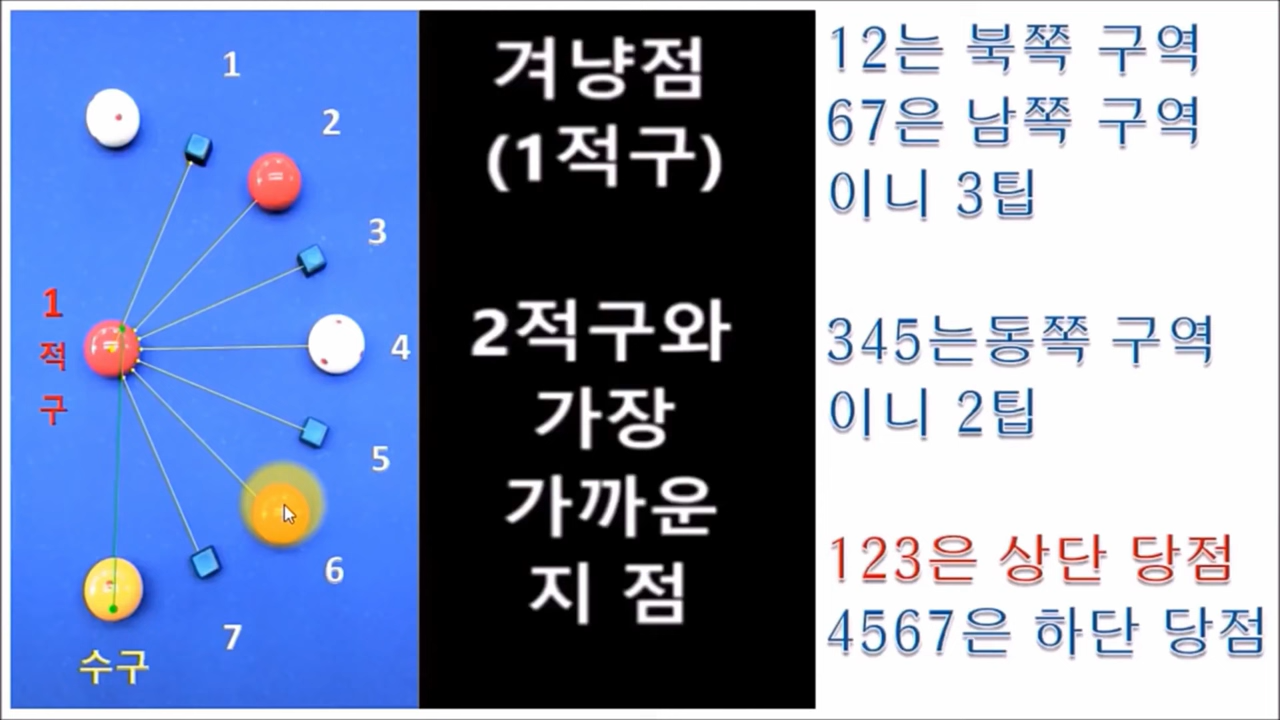 1
2
3
4
5
6
7
1
적
구
수구
겨냥점
(1적구)
2적구와
가장
가까운
지 점
12는 북쪽 구역
67은 남쪽 구역
이니 3팁
345는동쪽 구역
이니 2팁
123은 상단 당점
4567은 하단 당점